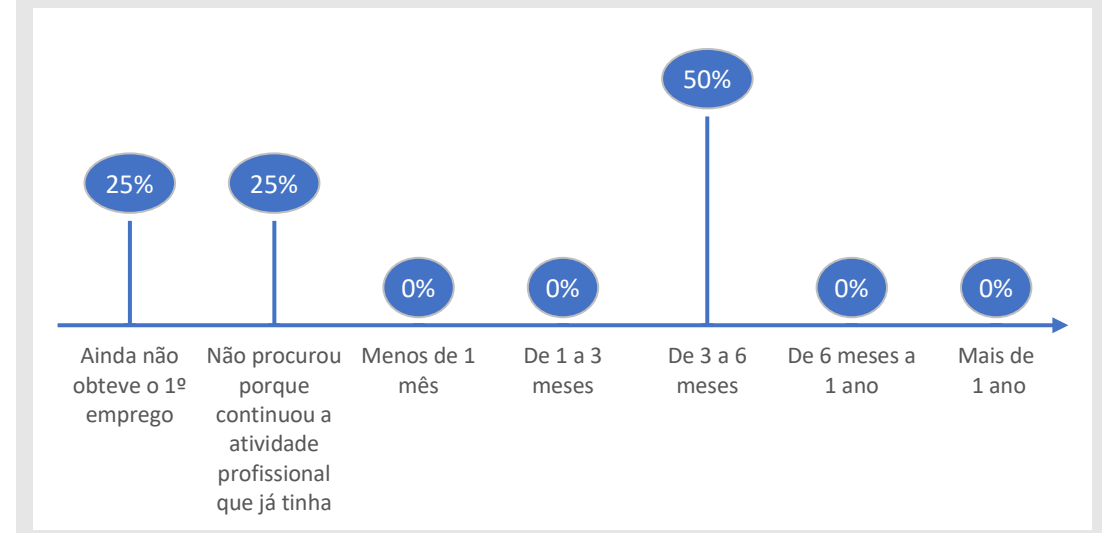 50%
25%
25%
0%
0%
0%
0%
Ainda não
obteve o 1º
emprego
Não procurou
porque
continuou a
atividade
profissional
que já tinha
Menos de 1
mês
De 1 a 3
meses
De 3 a 6
meses
De 6 meses a
1 ano
Mais de
1 ano